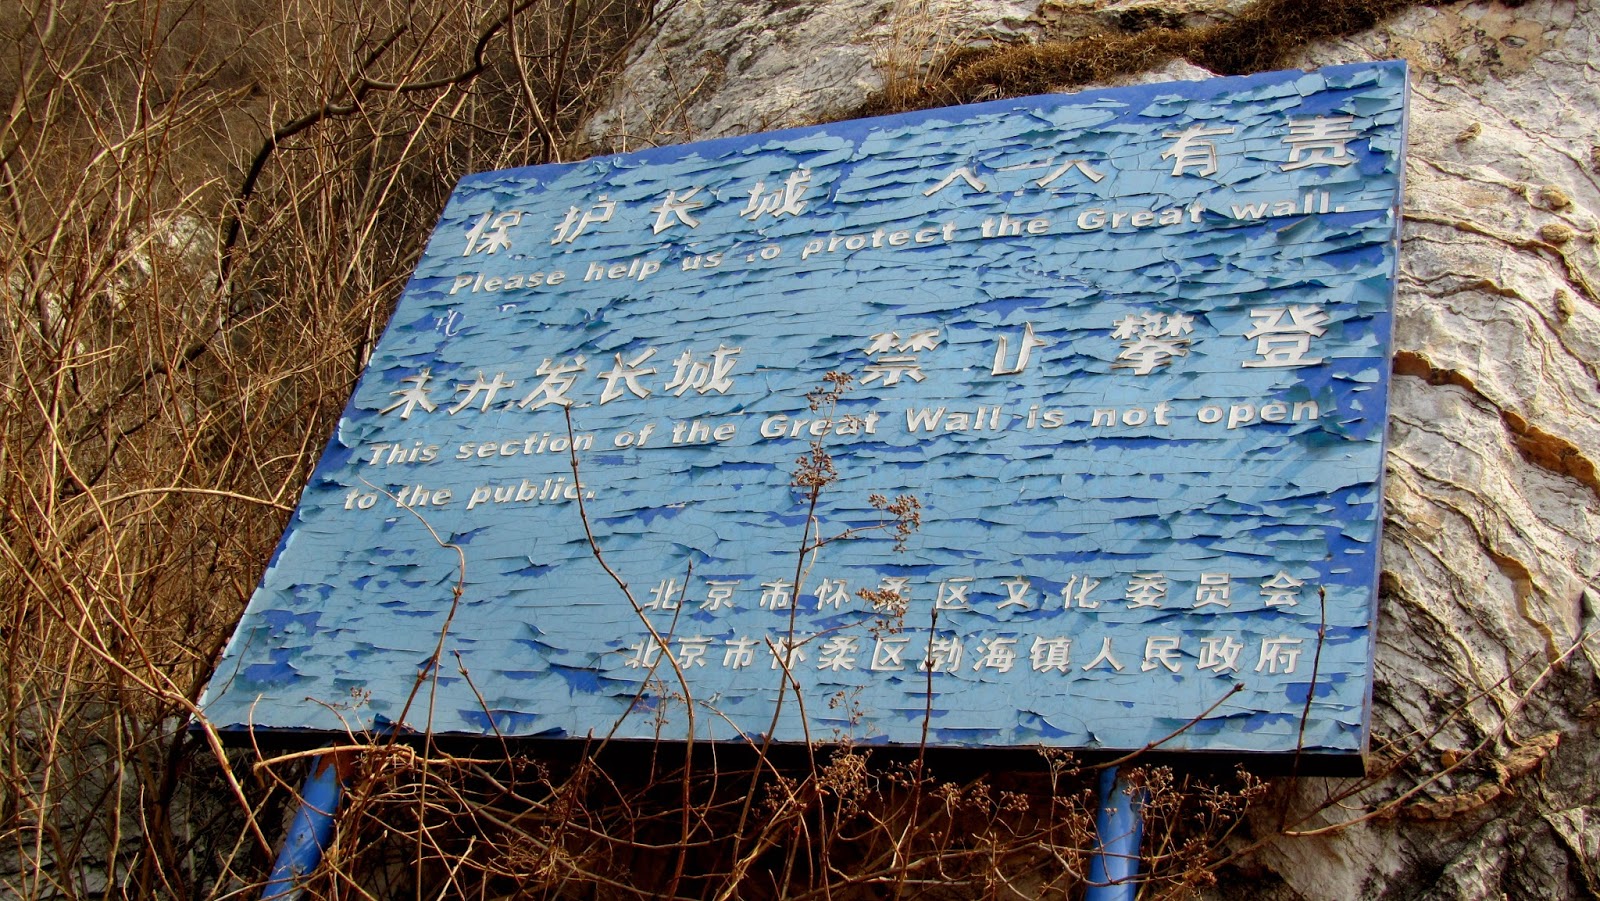 保护长城 人人有责
Please help us to protect the Great wall.
未开发长城 禁止攀登
This section of the Great Wall is not open
to the public.
北京市怀柔区文化委员会
北京市怀柔区渤海镇人民政府